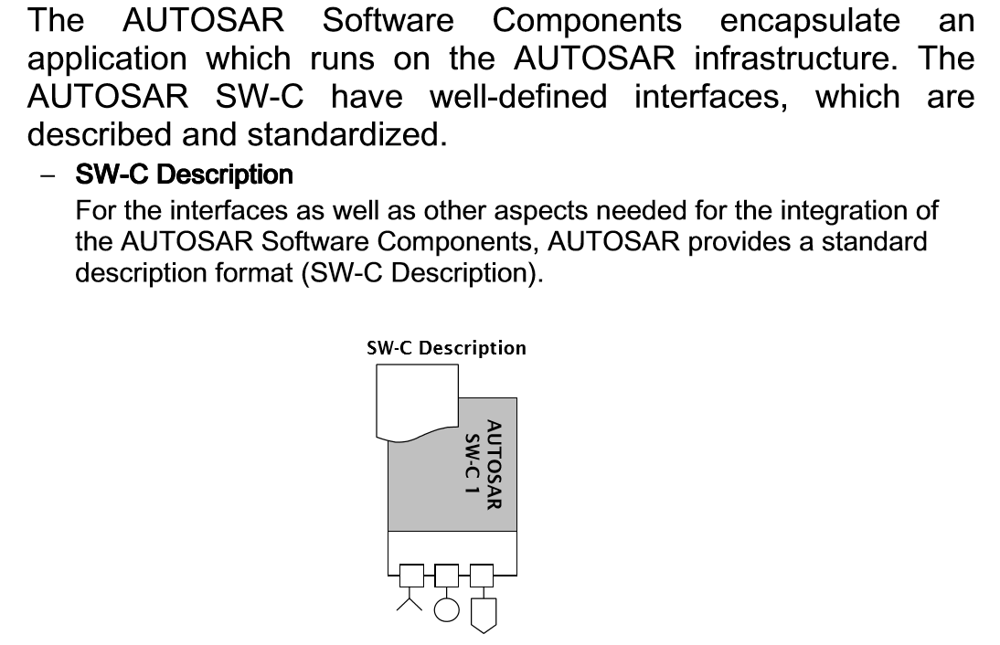 The AUTOSAR Software Components encapsulate an
application which runs on the AUTOSAR infrastructure. The
AUTOSAR SW-C have well-defined interfaces, which are
described and standardized.
– SW-C Description
For the interfaces as well as other aspects needed for the integration of
the AUTOSAR Software Components, AUTOSAR provides a standard
description format (SW-C Description).
SW-C Description
AUTOSAR
SW-C 1